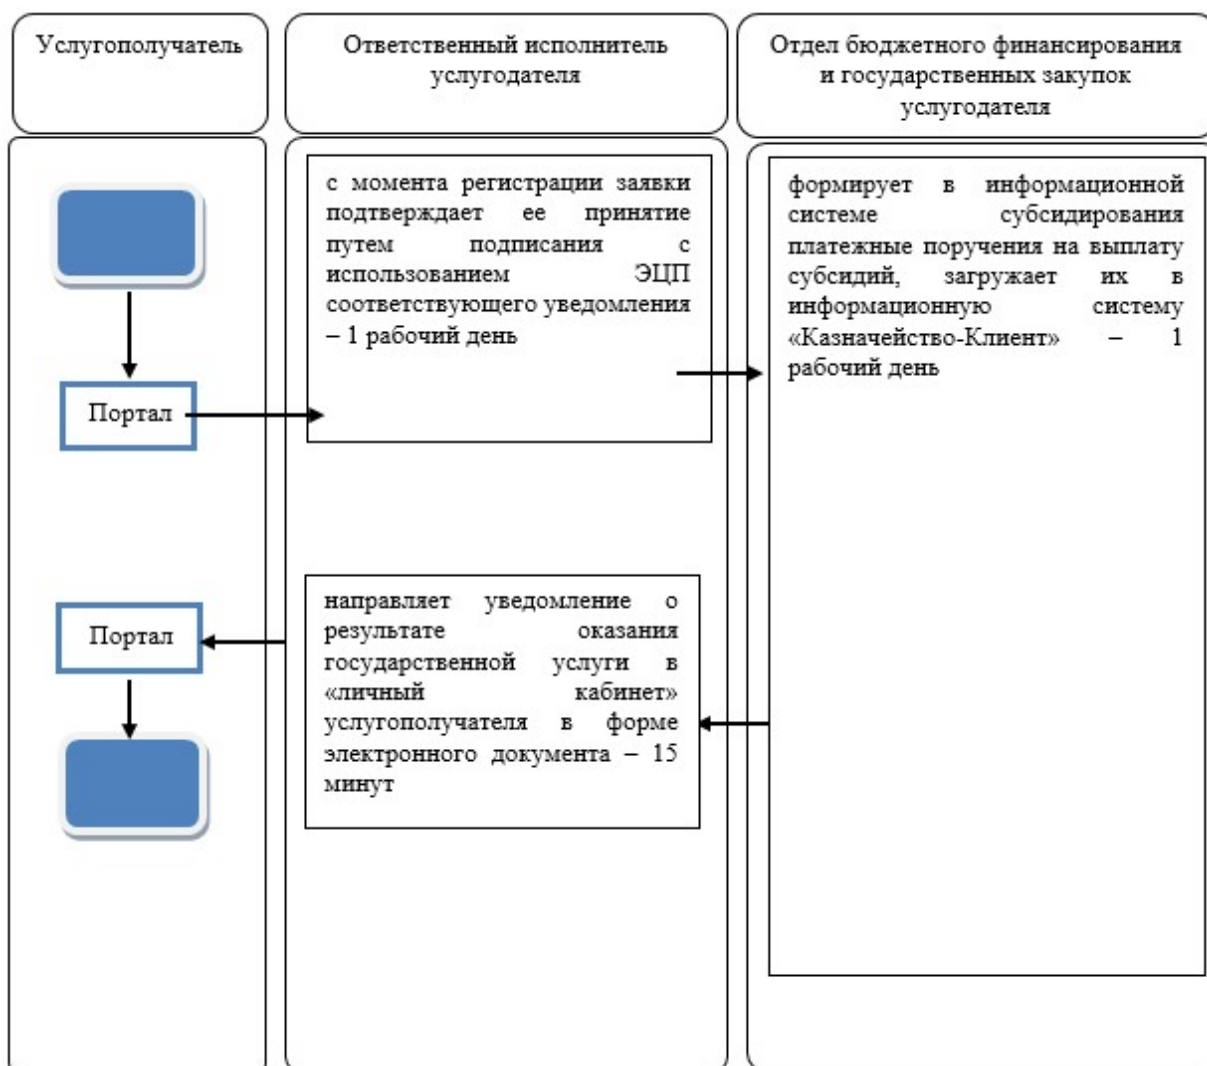 Услугополучатель
Ответственный исполнитель
услугодателя
Отдел бюджетного финансирования
и государственных закупок
услугодателя
Портал
Портал
с момента регистрации заявки
подтверждает ее принятие
путем подписания с
использованием ЭЦП
соответствующего уведомления
– 1 рабочий день
направляет уведомление о
результате оказания
государственной услуги в
«личный кабинет»
услугополучателя в форме
электронного документа – 15
минут
формирует в информационной
системе субсидирования
платежные поручения на выплату
субсидий, загружает их в
информационную систему
«Казначейство-Клиент» – 1
рабочий день